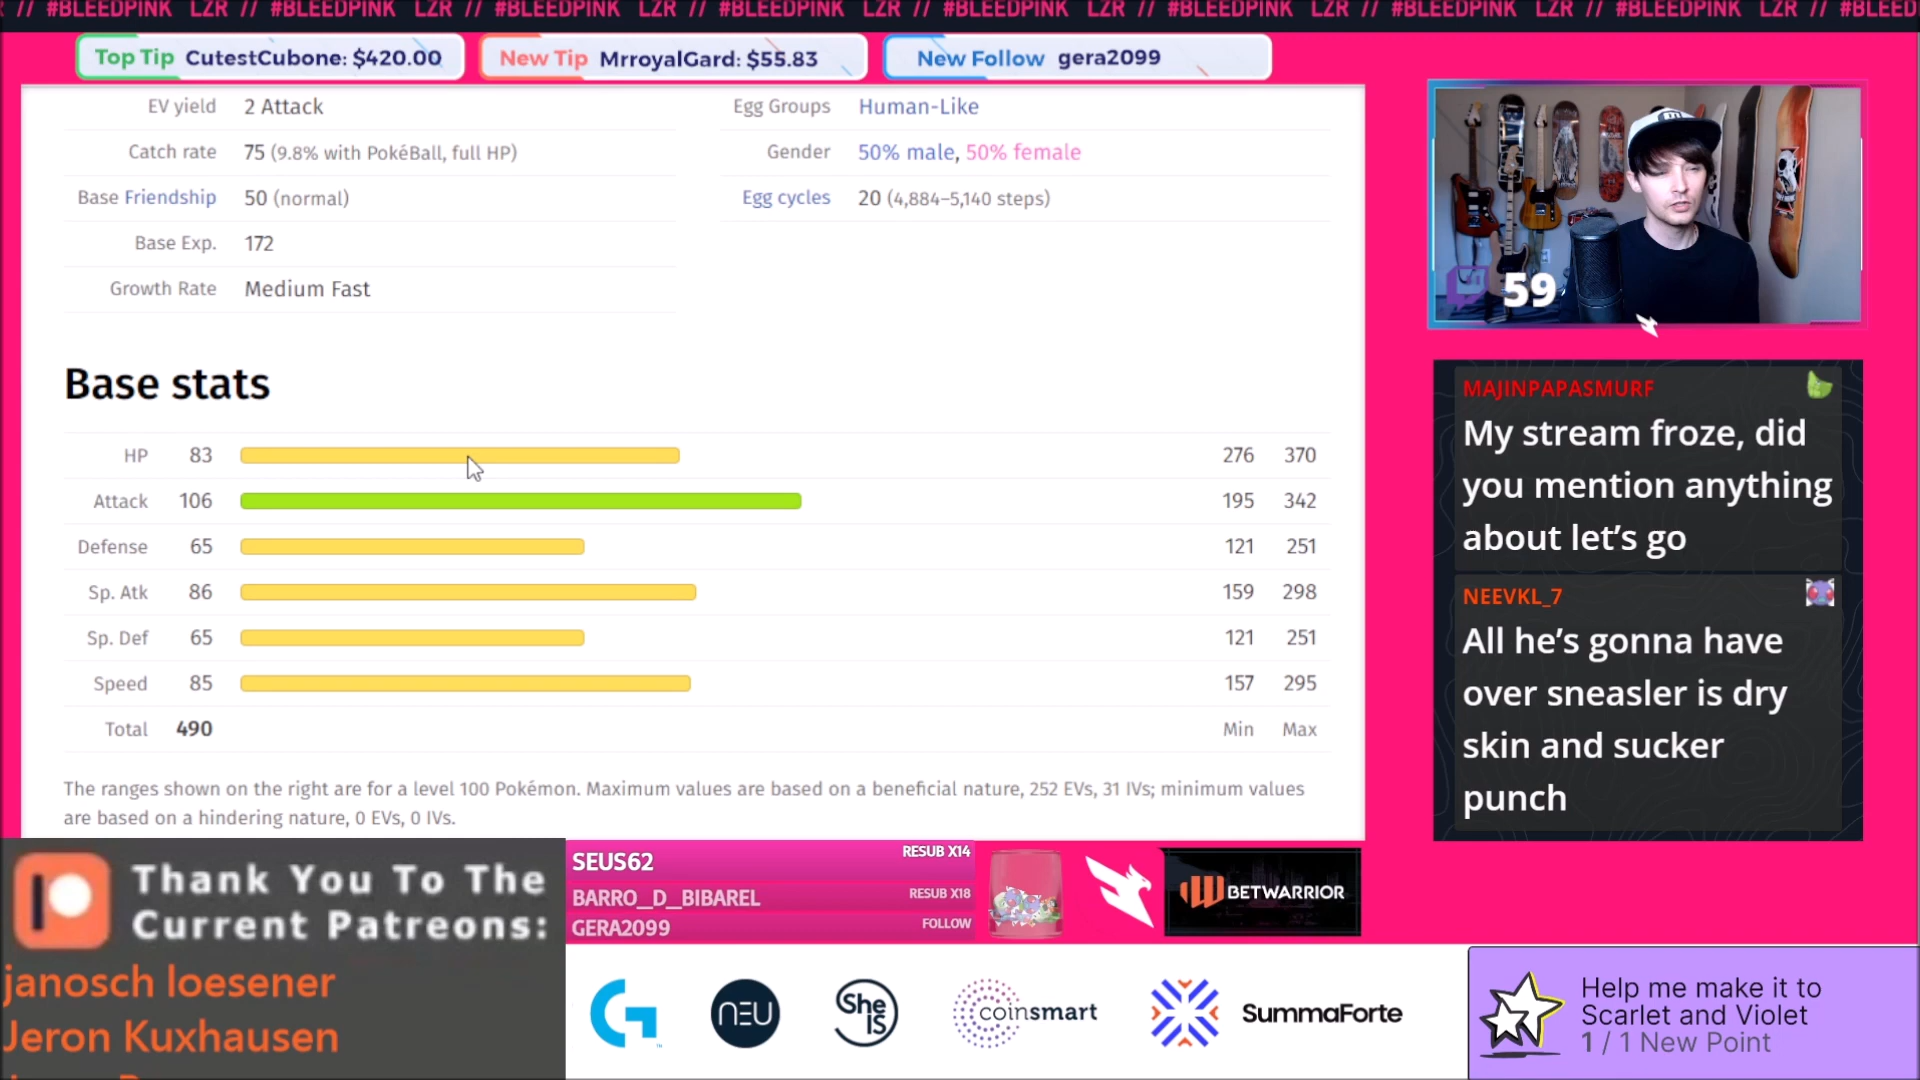 // #BLEEDPINK LZR // #BLEEDPINK LZR // #BLEEDPINK LZR // #BLEEDPINK LZR // #BLEEDPINK LZR // #BLEEDPINK LZR // #BLEEDPINK LZR // #BLEEDPINK LZR // #BLEED
Top Tip CutestCubone: $420.00
New Tip MrroyalGard: $55.83
New Follow gera2099
EV yield 2 Attack
Catch rate 75 (9.8% with PokéBall, full HP)
Base Friendship 50 (normal)
Base Exp. 172
Growth Rate Medium Fast
Egg Groups Human-Like
Gender 50% male, 50% female
Egg cycles 20 (4,884–5,140 steps)
Base stats
HP 83 276 370
Attack 106 195 342
Defense 65 121 251
Sp. Atk 86 159 298
Sp. Def 65 121 251
Speed 85 157 295
Total 490 Min Max
The ranges shown on the right are for a level 100 Pokémon. Maximum values are based on a beneficial nature, 252 EVs, 31 IVs; minimum values
are based on a hindering nature, 0 EVs, 0 IVs.
59
MAJINPAPASMURF
My stream froze, did
you mention anything
about let's go
NEEVKL_7
All he's gonna have
over sneasler is dry
skin and sucker
punch
Thank You To The
Current Patreons:
janosch loesener
Jeron Kuxhausen
SEUS62 RESUB X14
BARRO_D_BIBAREL RESUB X18
GERA2099 FOLLOW
BETWARRIOR
G
NEU
She
IS
coinsmart
SummaForte
Help me make it to
Scarlet and Violet
1 / 1 New Point